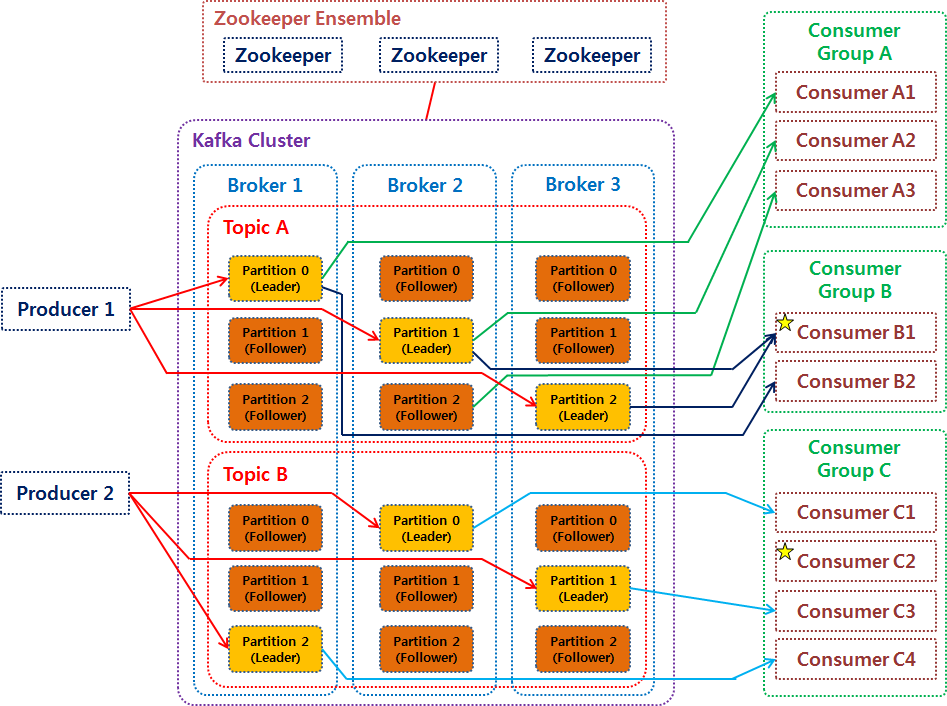 Zookeeper Ensemble
Zookeeper
Zookeeper
Zookeeper
Kafka Cluster
Broker 1
Broker 2
Broker 3
Topic A
Partition 0
(Leader)
Partition 0
(Follower)
Partition 0
(Follower)
Partition 1
(Follower)
Partition 1
(Leader)
Partition 1
(Follower)
Partition 2
(Follower)
Partition 2
(Follower)
Partition 2
(Leader)
Topic B
Partition 0
(Follower)
Partition 0
(Leader)
Partition 0
(Follower)
Partition 1
(Follower)
Partition 1
(Follower)
Partition 1
(Leader)
Partition 2
(Leader)
Partition 2
(Follower)
Partition 2
(Follower)
Producer 1
Producer 2
Consumer
Group A
Consumer A1
Consumer A2
Consumer A3
Consumer
Group B
Consumer B1
Consumer B2
Consumer
Group C
Consumer C1
Consumer C2
Consumer C3
Consumer C4